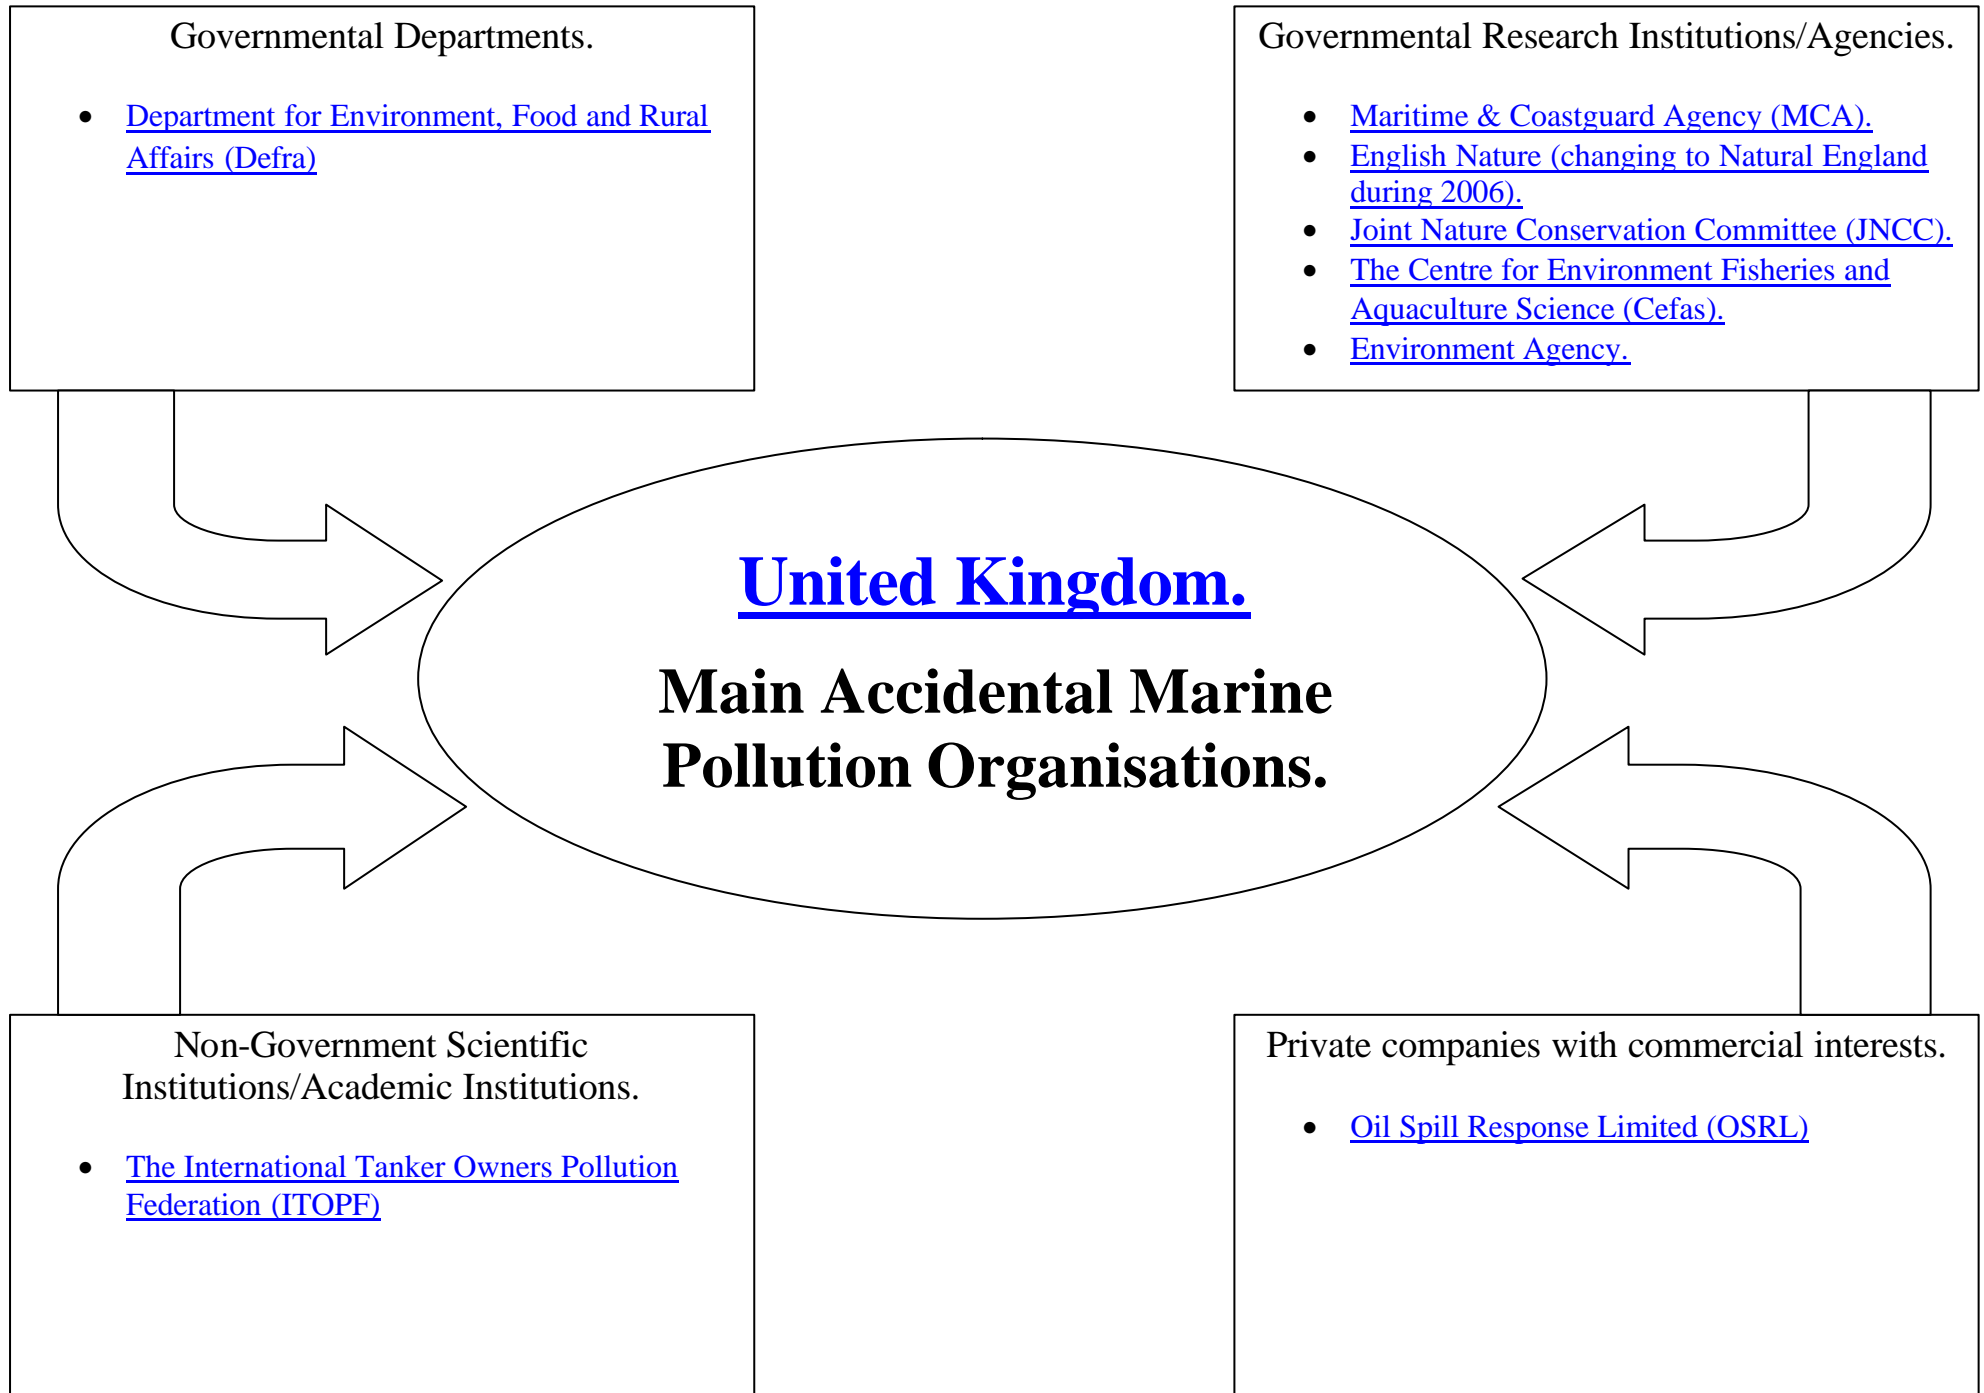 Governmental Departments.
• Department for Environment, Food and Rural
Affairs (Defra)
Governmental Research Institutions/Agencies.
• Maritime & Coastguard Agency (MCA).
• English Nature (changing to Natural England
during 2006).
• Joint Nature Conservation Committee (JNCC).
• The Centre for Environment Fisheries and
Aquaculture Science (Cefas).
• Environment Agency.
United Kingdom.
Main Accidental Marine
Pollution Organisations.
Non-Government Scientific
Institutions/Academic Institutions.
• The International Tanker Owners Pollution
Federation (ITOPF)
Private companies with commercial interests.
• Oil Spill Response Limited (OSRL)